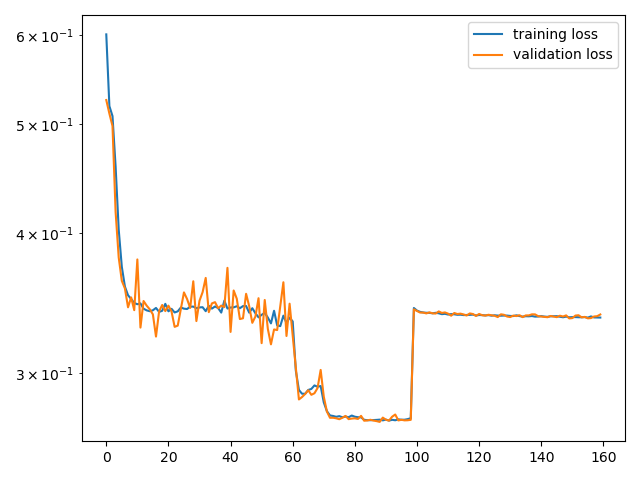 training loss
validation loss
6 × 10⁻¹
5 × 10⁻¹
4 × 10⁻¹
3 × 10⁻¹
0 20 40 60 80 100 120 140 160